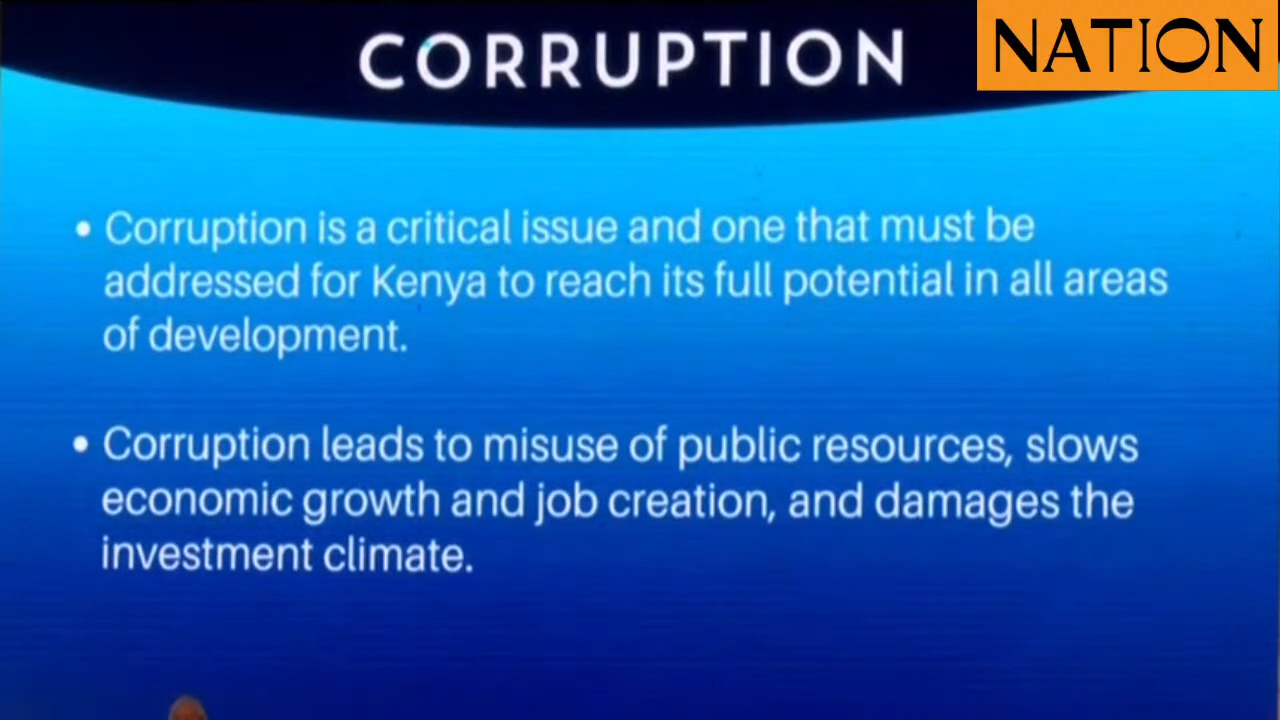 CORRUPTION
NATION
• Corruption is a critical issue and one that must be
addressed for Kenya to reach its full potential in all areas
of development.
• Corruption leads to misuse of public resources, slows
economic growth and job creation, and damages the
investment climate.